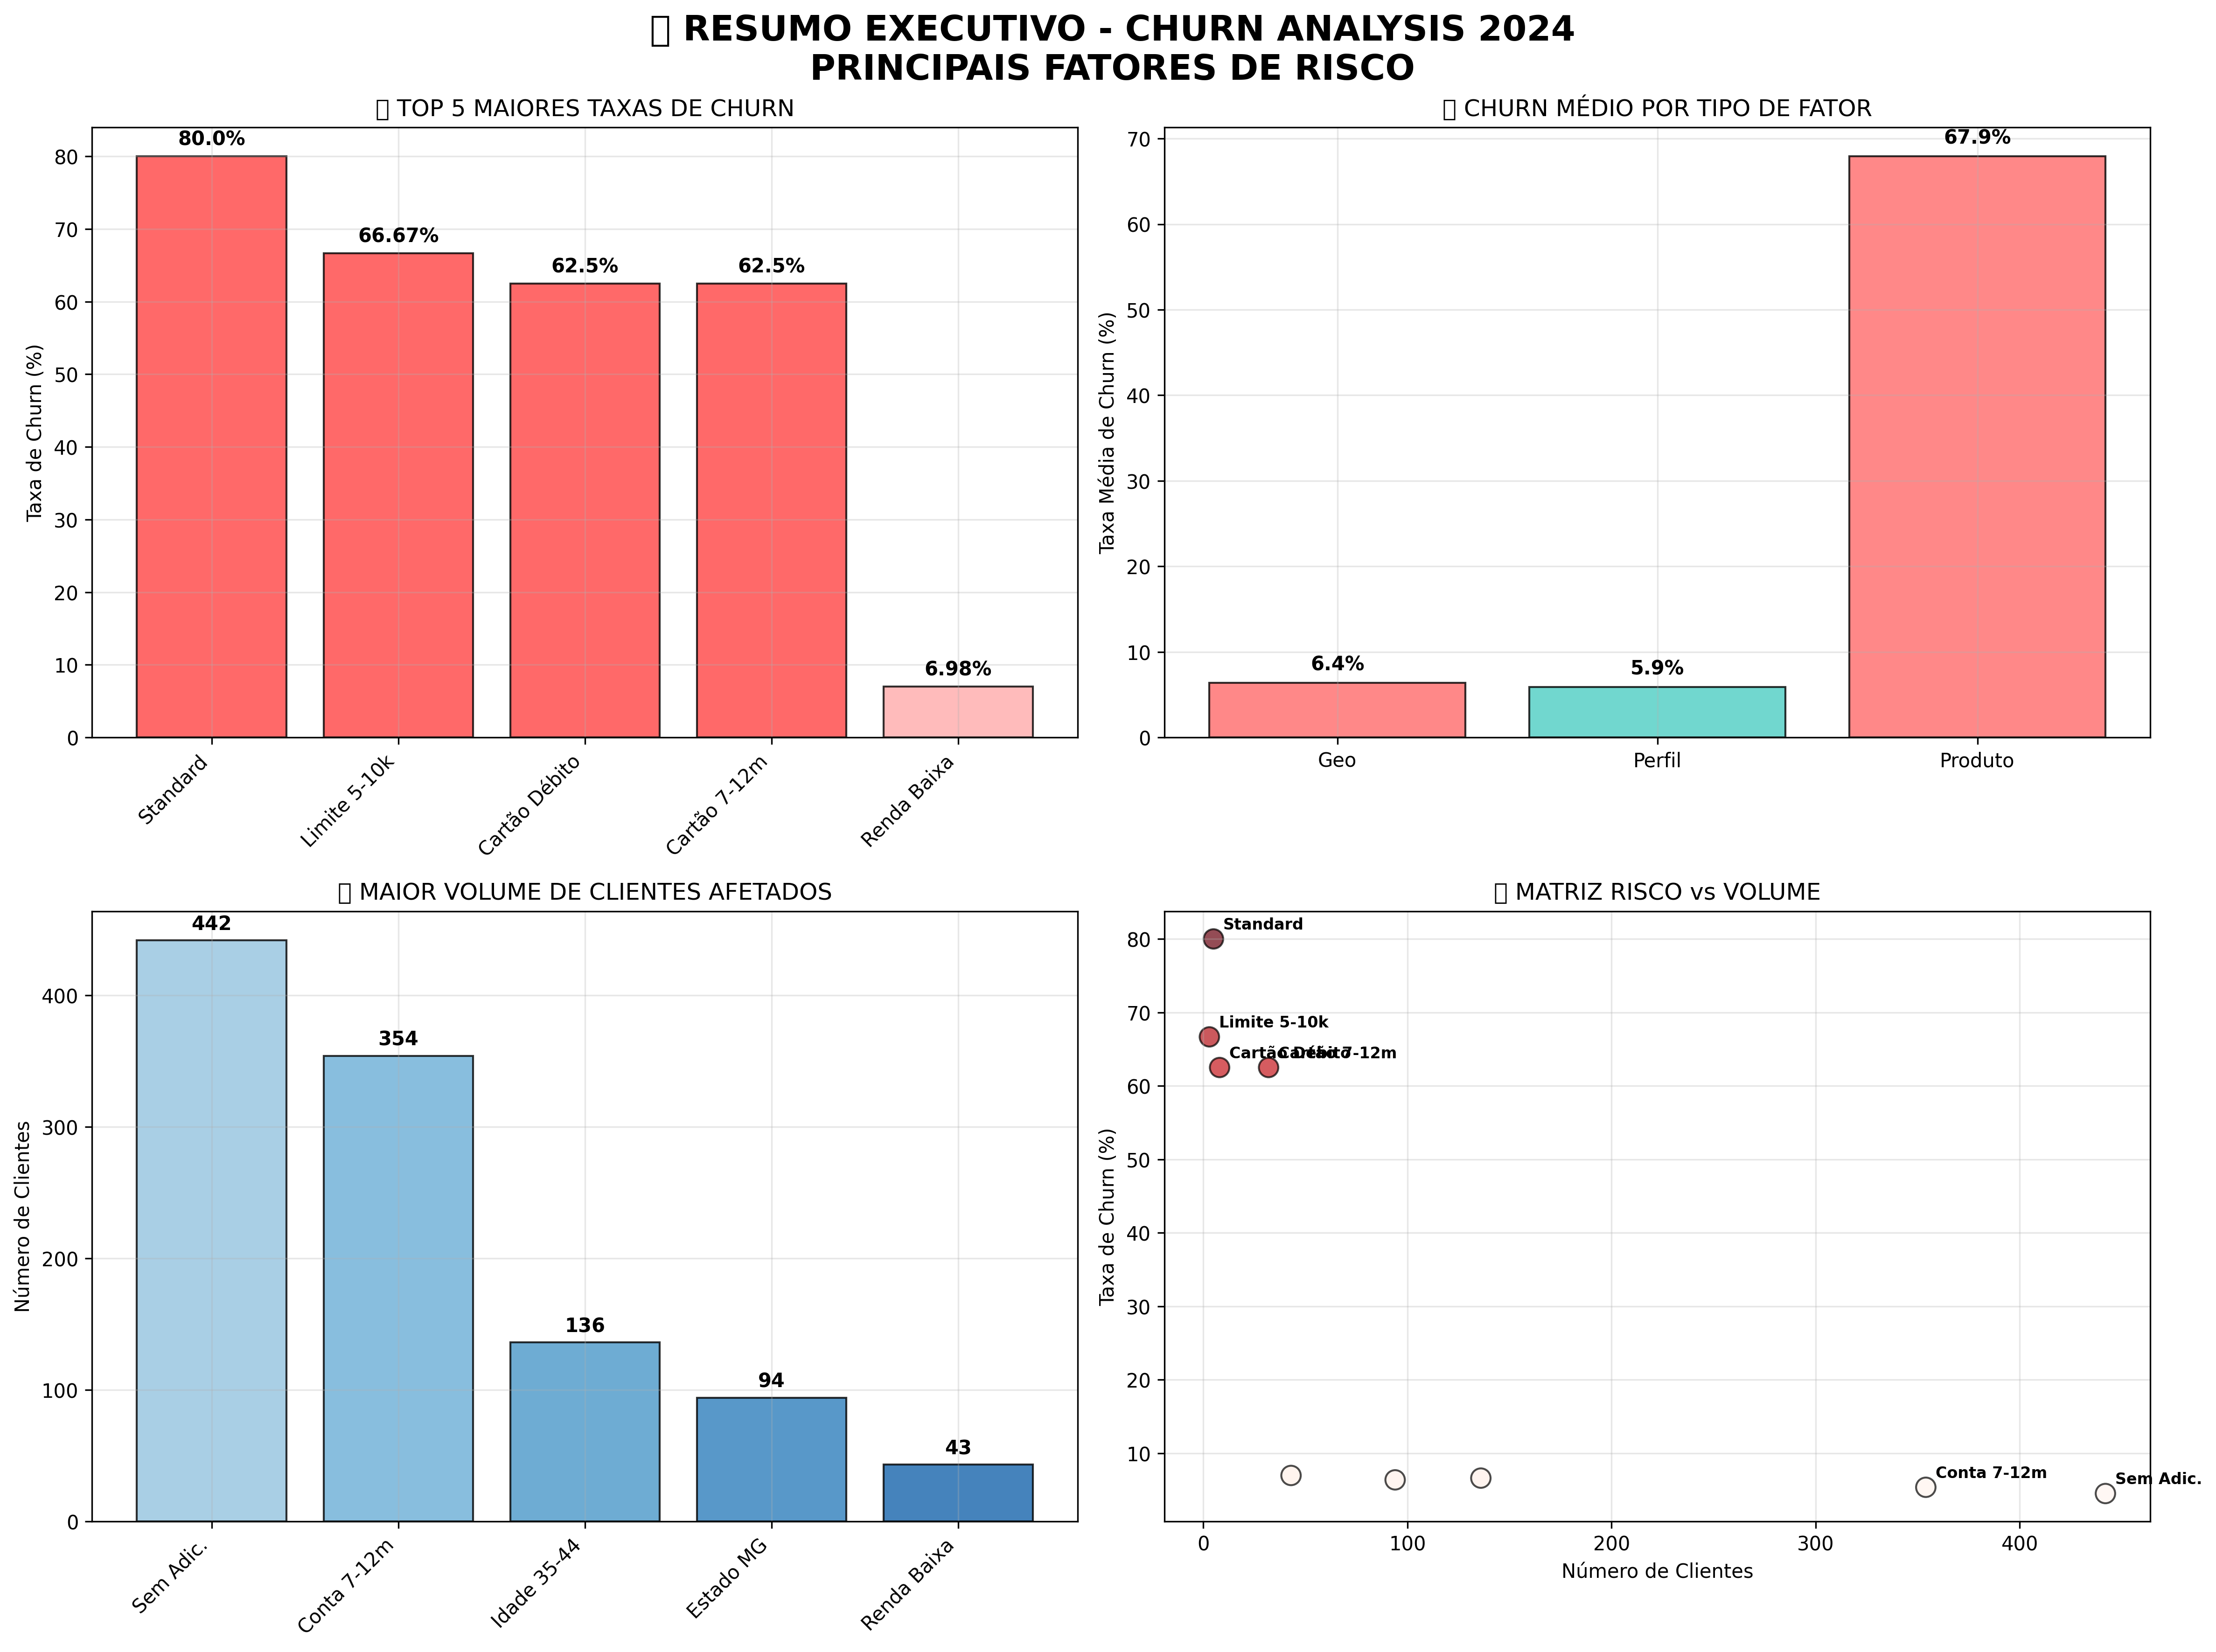 RESUMO EXECUTIVO - CHURN ANALYSIS 2024
PRINCIPAIS FATORES DE RISCO
TOP 5 MAIORES TAXAS DE CHURN
Taxa de Churn (%)
80
70
60
50
40
30
20
10
0
80.0%
66.67%
62.5%
62.5%
6.98%
Standard
Limite 5-10k
Cartão Débito
Cartão 7-12m
Renda Baixa
CHURN MÉDIO POR TIPO DE FATOR
Taxa Média de Churn (%)
70
60
50
40
30
20
10
0
6.4%
5.9%
67.9%
Geo
Perfil
Produto
MAIOR VOLUME DE CLIENTES AFETADOS
Número de Clientes
400
300
200
100
0
442
354
136
94
43
Sem Adic.
Conta 7-12m
Idade 35-44
Estado MG
Renda Baixa
MATRIZ RISCO vs VOLUME
Taxa de Churn (%)
80
70
60
50
40
30
20
10
Standard
Limite 5-10k
Cartão Débito
Cartão 7-12m
Conta 7-12m
Sem Adic.
0
100
200
300
400
Número de Clientes